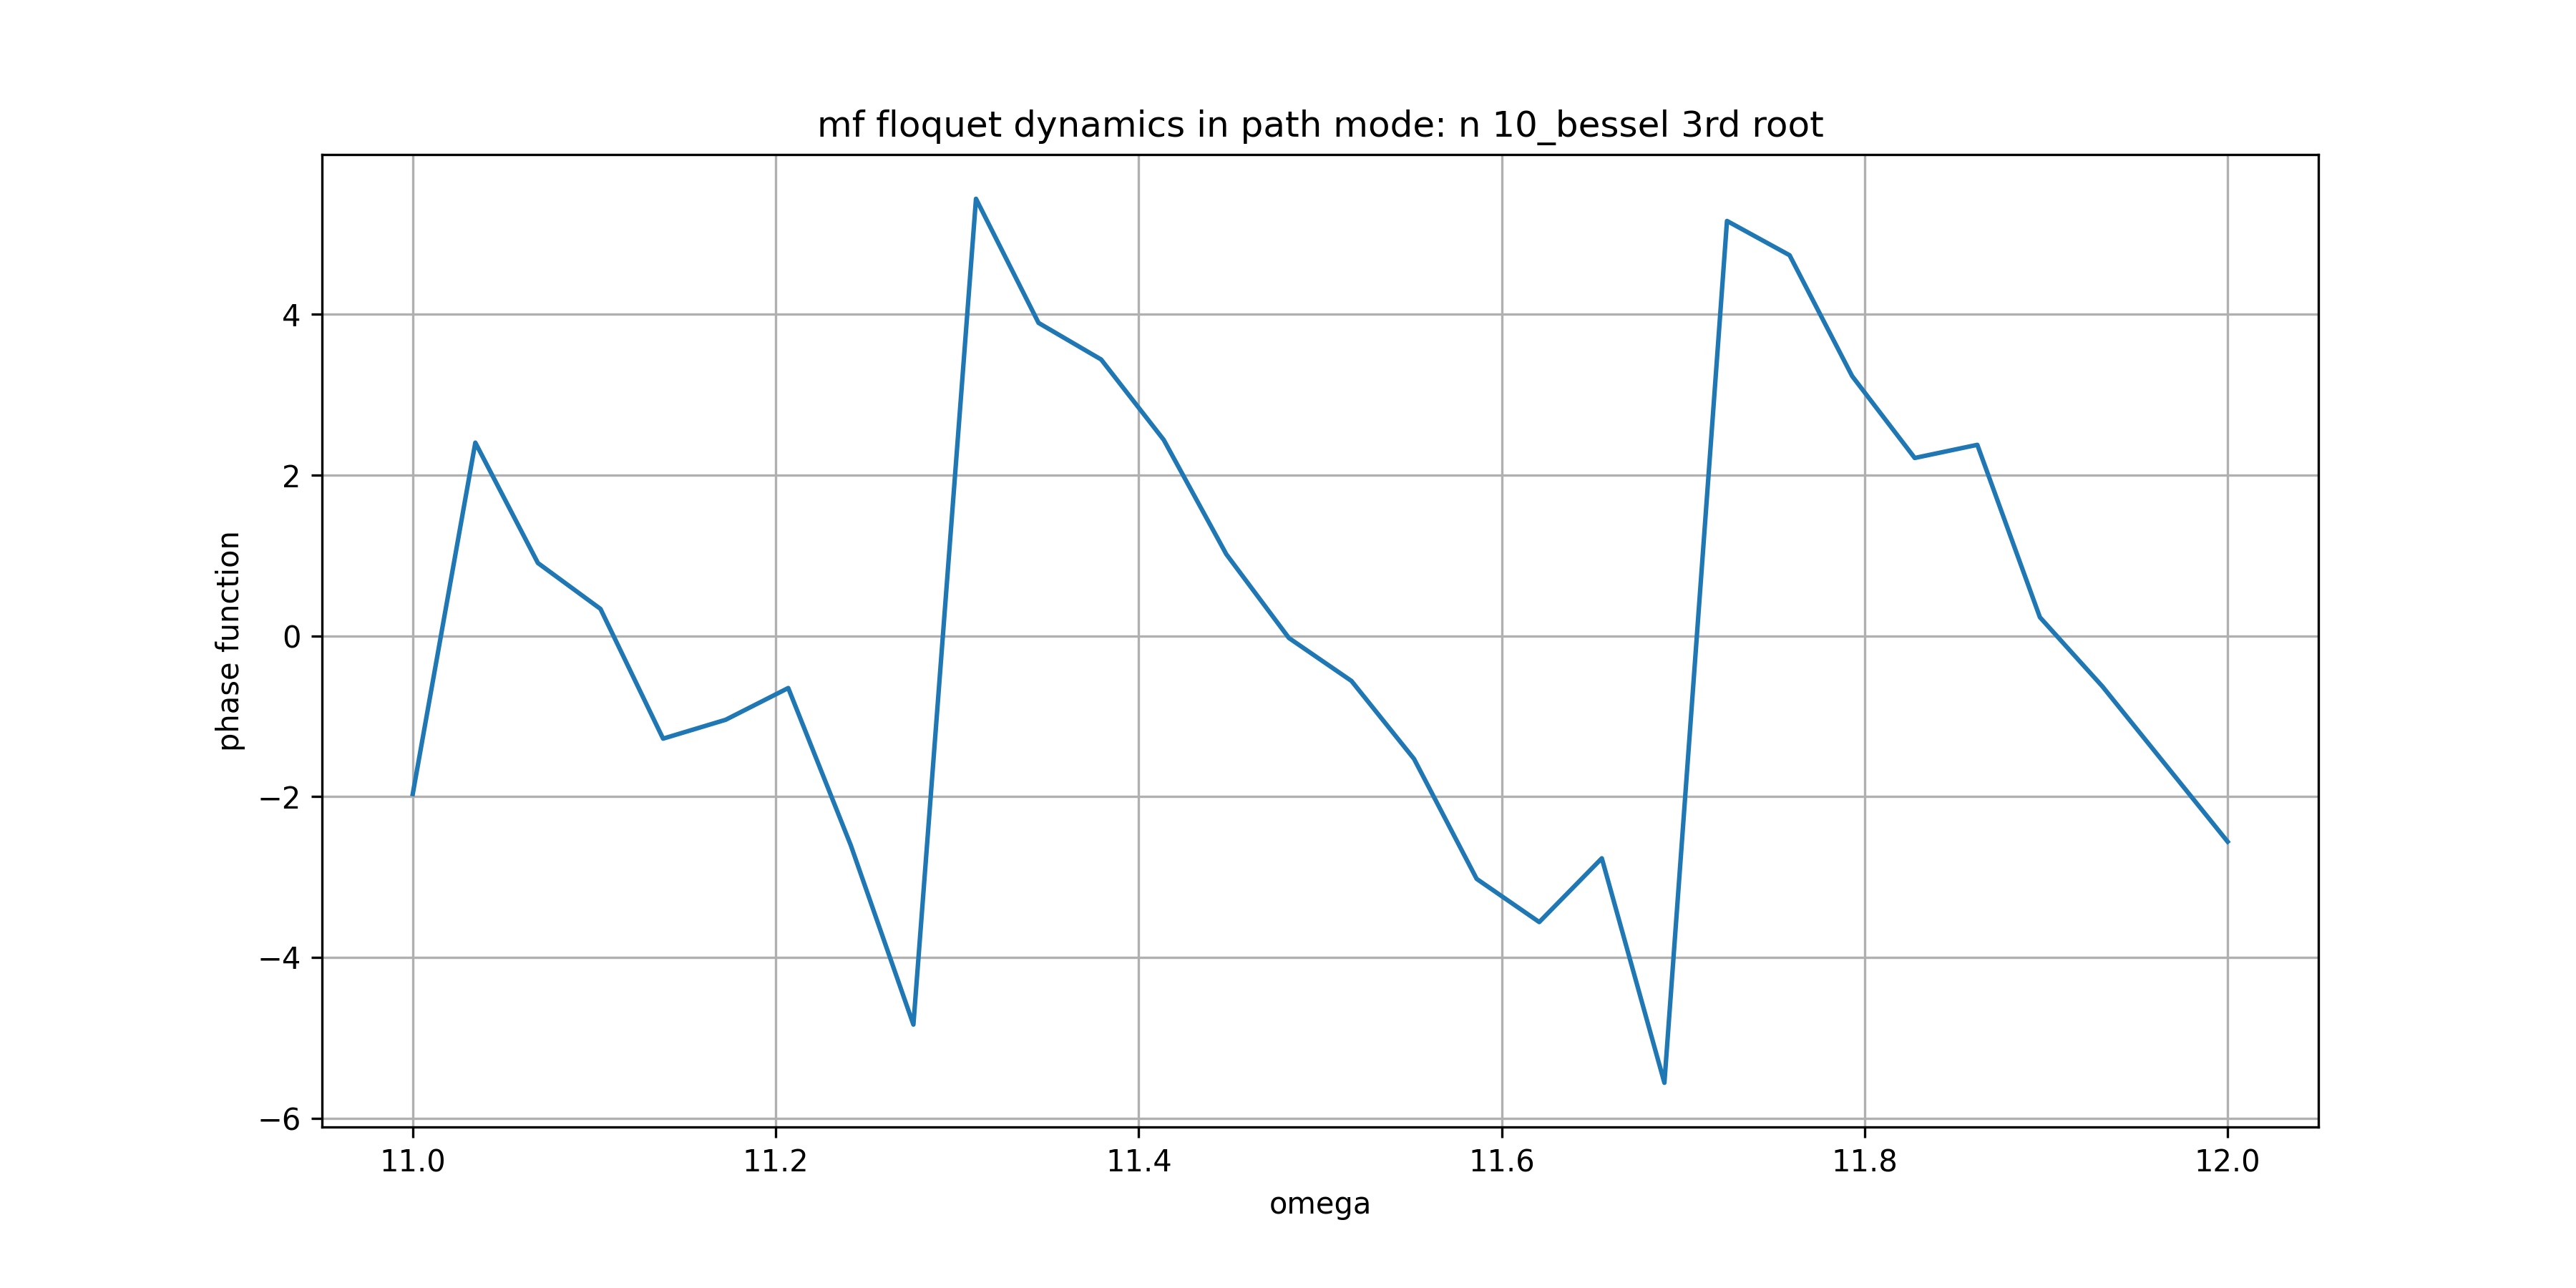 mf floquet dynamics in path mode: n 10_bessel 3rd root
phase function
4
2
0
−2
−4
−6
11.0 11.2 11.4 11.6 11.8 12.0
omega